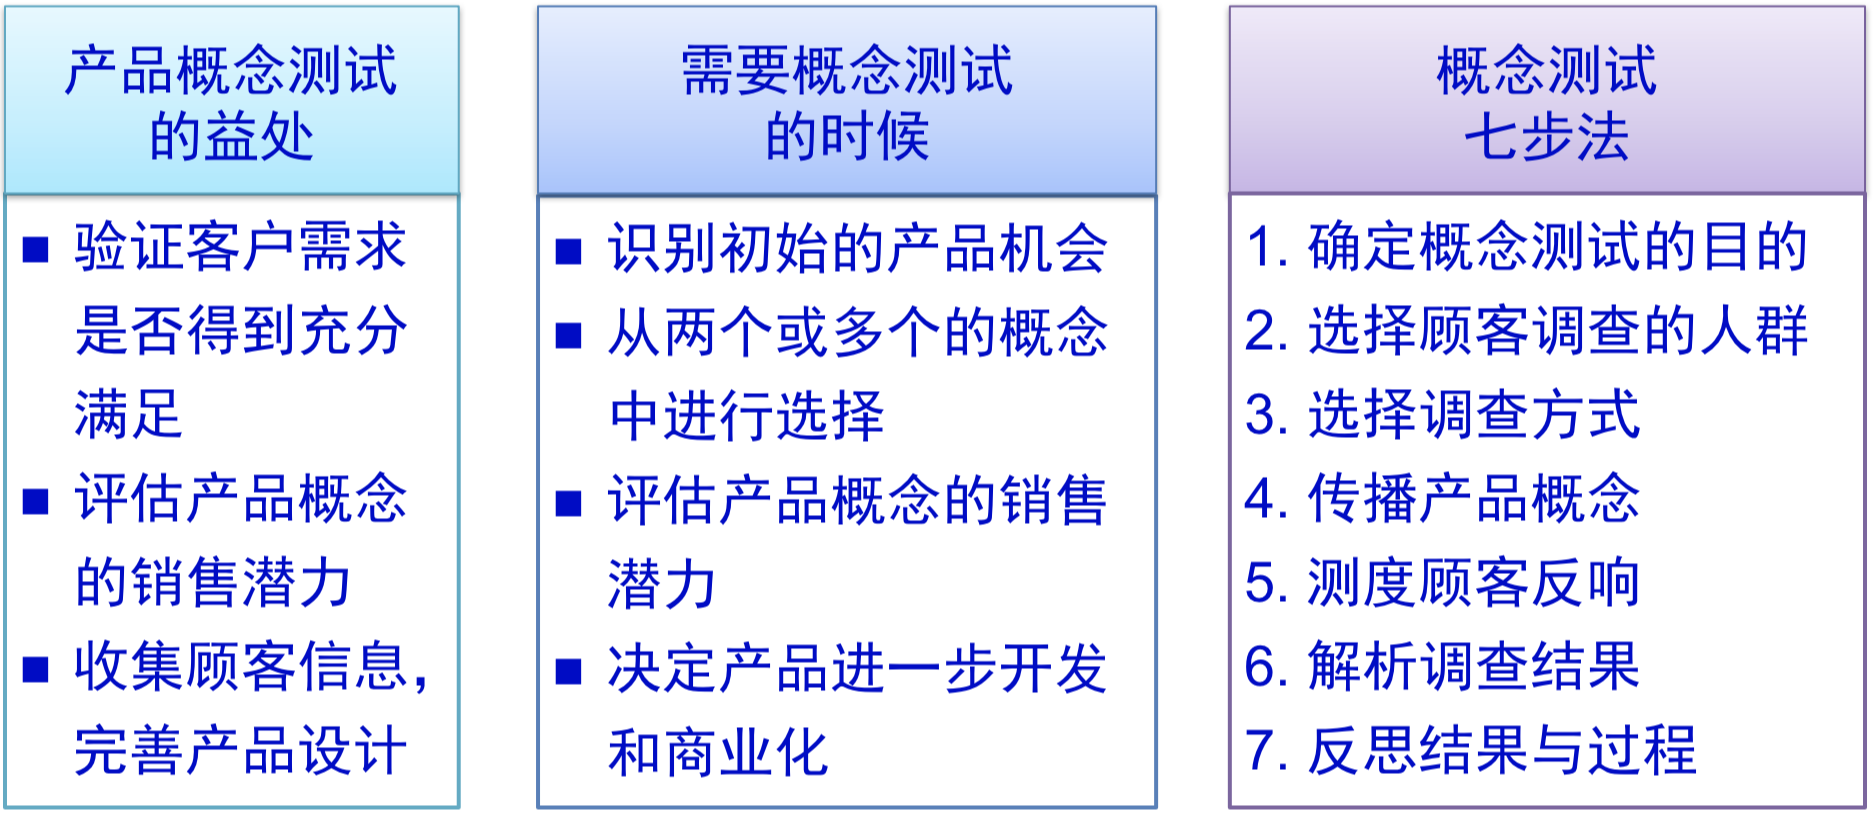 产品概念测试
的益处
■ 验证客户需求
是否得到充分
满足
■ 评估产品概念
的销售潜力
■ 收集顾客信息，
完善产品设计
需要概念测试
的时候
■ 识别初始的产品机会
■ 从两个或多个的概念
中进行选择
■ 评估产品概念的销售
潜力
■ 决定产品进一步开发
和商业化
概念测试
七步法
1. 确定概念测试的目的
2. 选择顾客调查的人群
3. 选择调查方式
4. 传播产品概念
5. 测度顾客反响
6. 解析调查结果
7. 反思结果与过程